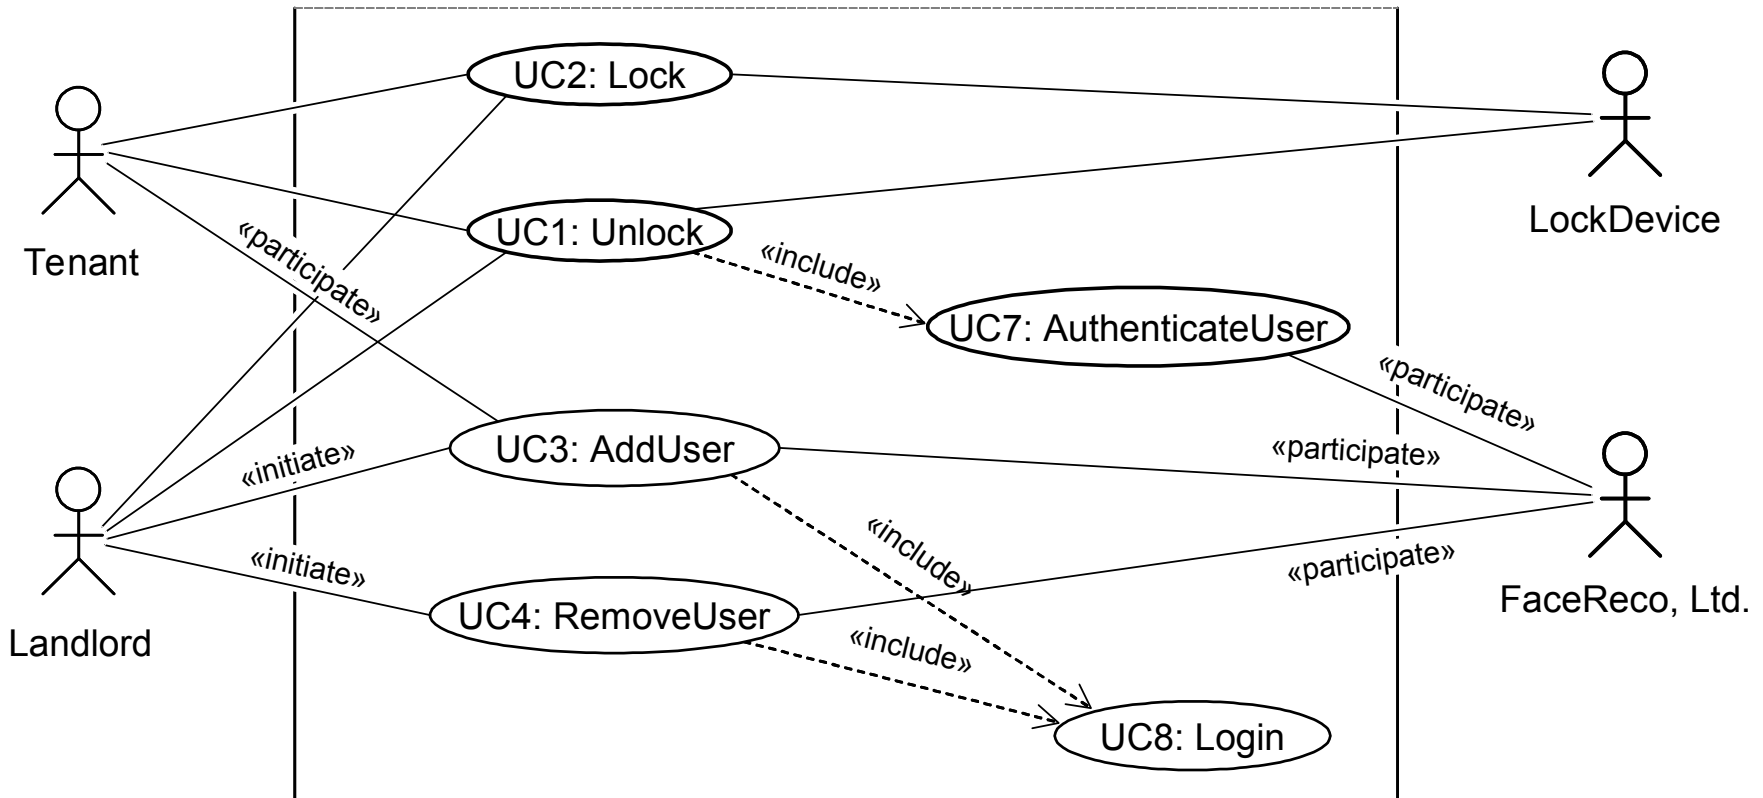 UC2: Lock
LockDevice
Tenant
«participate»
UC1: Unlock
«include»
UC7: AuthenticateUser
«participate»
«initiate»
UC3: AddUser
«participate»
«include»
«initiate»
«participate»
UC4: RemoveUser
FaceReco, Ltd.
Landlord
«include»
UC8: Login